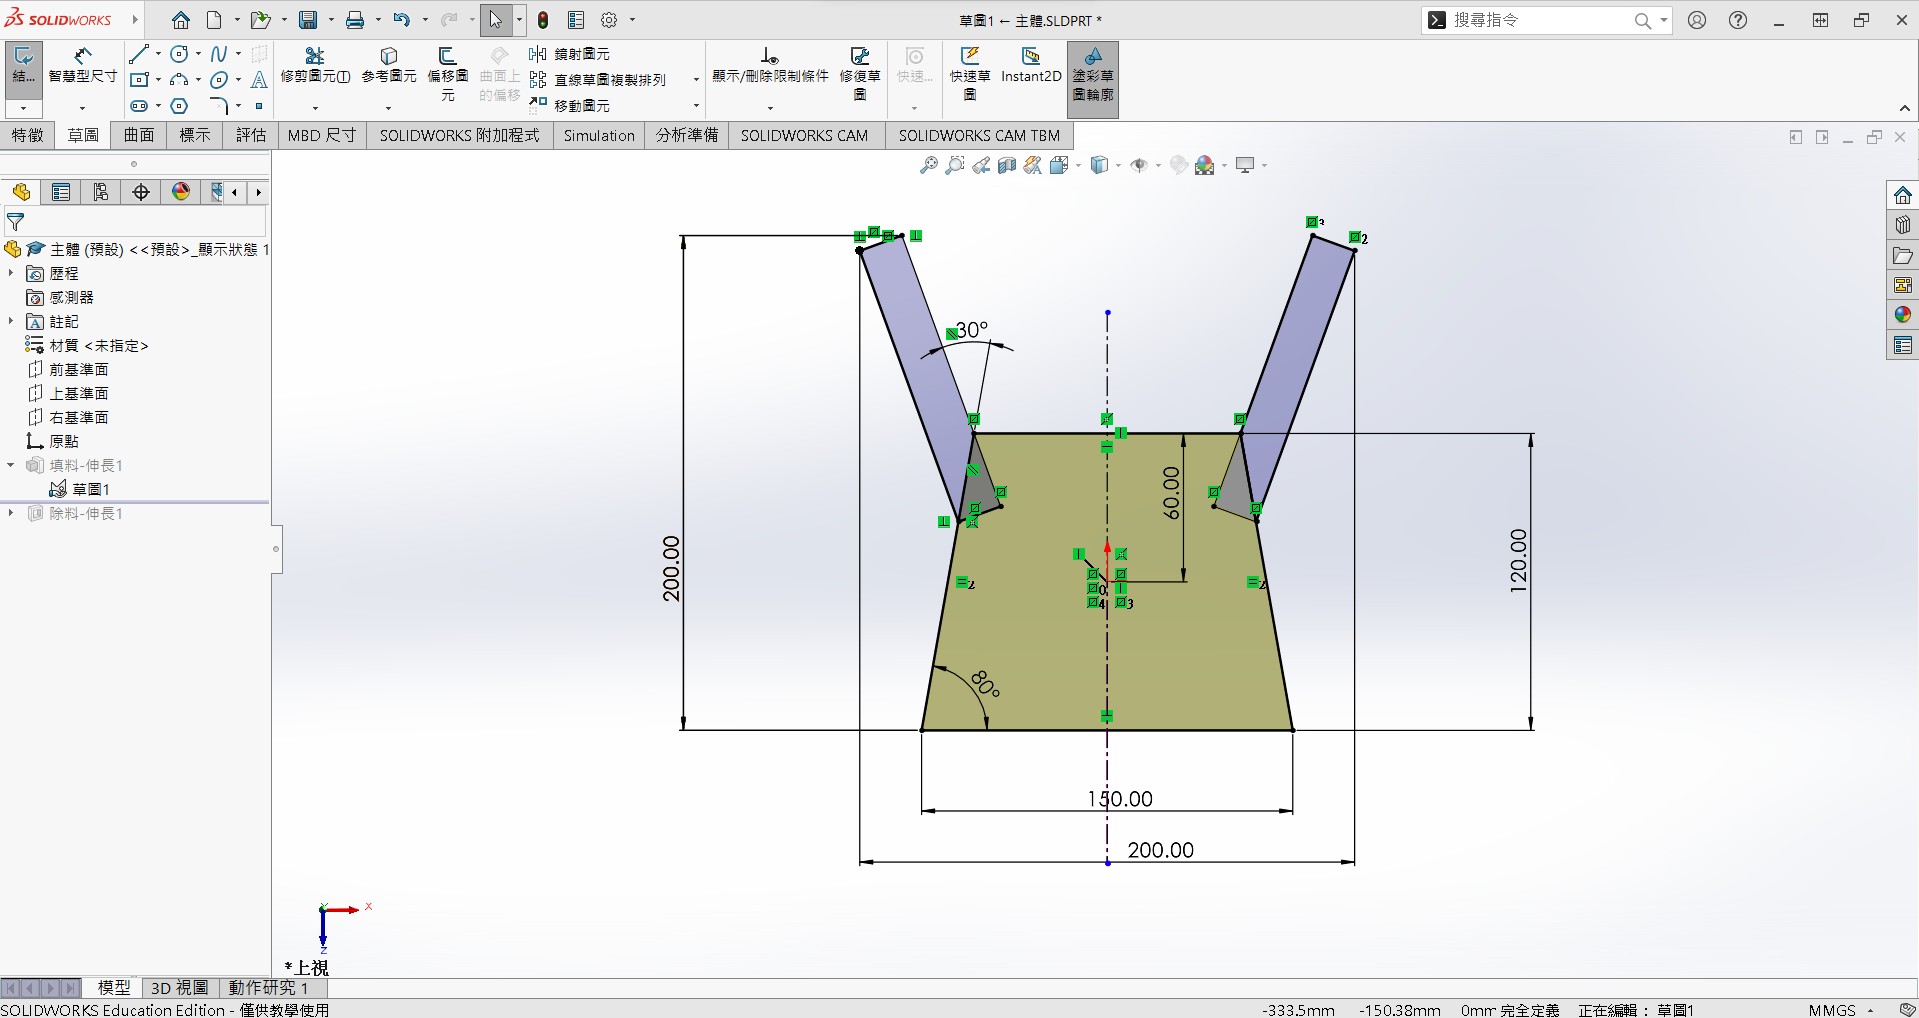 SOLIDWORKS
草圖1 ← 主體.SLDPRT *
搜尋指令
結...
智慧型尺寸
修剪圖元(I)
參考圖元
偏移圖元
曲面上的偏移
鏡射圖元
直線草圖複製排列
移動圖元
顯示/刪除限制條件
修復草圖
快速...
快速草圖
Instant2D
塗彩草圖輪廓
特徵
草圖
曲面
標示
評估
MBD 尺寸
SOLIDWORKS 附加程式
Simulation
分析準備
SOLIDWORKS CAM
SOLIDWORKS CAM TBM
主體 (預設) <<預設>_顯示狀態 1
歷程
感測器
註記
材質 <未指定>
前基準面
上基準面
右基準面
原點
填料-伸長1
草圖1
除料-伸長1
3
2
30°
60.00
200.00
120.00
2
2
0
4
3
80°
150.00
200.00
Y
X
Z
*上視
模型
3D 視圖
動作研究 1
SOLIDWORKS Education Edition - 僅供教學使用
-333.5mm
-150.38mm
0mm 完全定義
正在編輯： 草圖1
MMGS